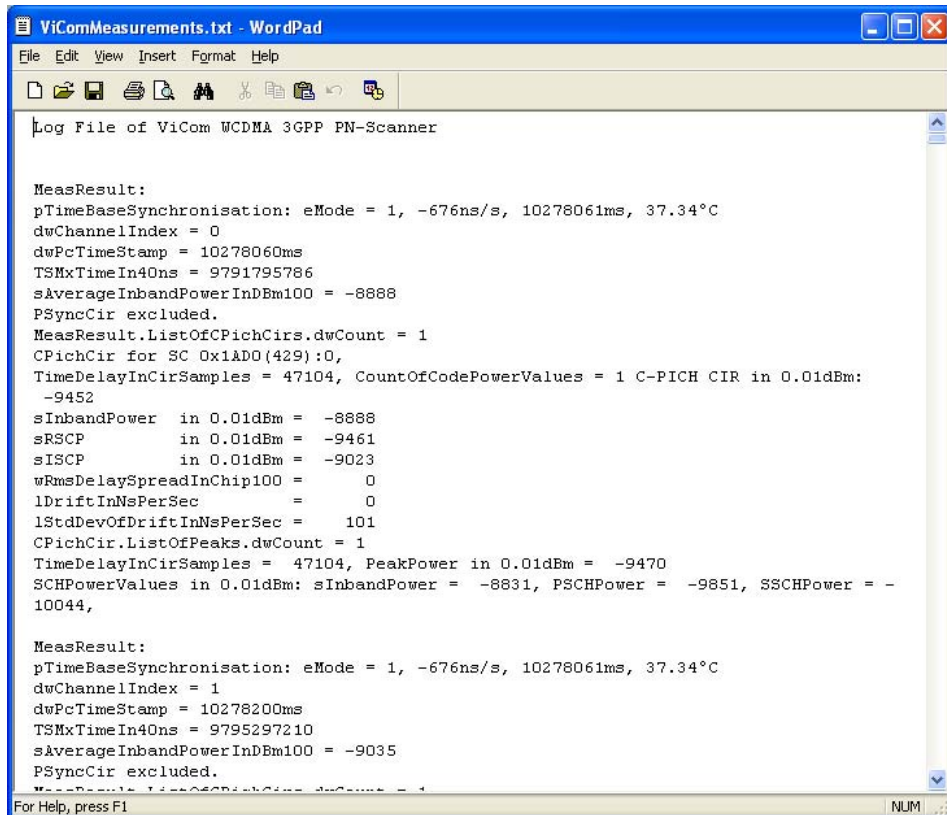 ViComMeasurements.txt - WordPad
File Edit View Insert Format Help
Log File of ViCom WCDMA 3GPP PN-Scanner
MeasResult:
pTimeBaseSynchronisation: eMode = 1, -676ns/s, 10278061ms, 37.34°C
dwChannelIndex = 0
dwPcTimeStamp = 10278060ms
TSMxTimeIn40ns = 9791795786
sAverageInbandPowerInDBm100 = -8888
PSyncCir excluded.
MeasResult.ListOfCPichCirs.dwCount = 1
CPichCir for SC 0x1AD0(429):0,
TimeDelayInCirSamples = 47104, CountOfCodePowerValues = 1 C-PICH CIR in 0.01dBm:
-9452
sInbandPower in 0.01dBm = -8888
sRSCP in 0.01dBm = -9461
sISCP in 0.01dBm = -9023
wRmsDelaySpreadInChip100 = 0
lDriftInNsPerSec = 0
lStdDevOfDriftInNsPerSec = 101
CPichCir.ListOfPeaks.dwCount = 1
TimeDelayInCirSamples = 47104, PeakPower in 0.01dBm = -9470
SCHPowerValues in 0.01dBm: sInbandPower = -8831, PSCHPower = -9851, SSCHPower = -
10044,
MeasResult:
pTimeBaseSynchronisation: eMode = 1, -676ns/s, 10278061ms, 37.34°C
dwChannelIndex = 1
dwPcTimeStamp = 10278200ms
TSMxTimeIn40ns = 9795297210
sAverageInbandPowerInDBm100 = -9035
PSyncCir excluded.
MeasResult.ListOfCPichCirs.dwCount = 1
For Help, press F1 NUM